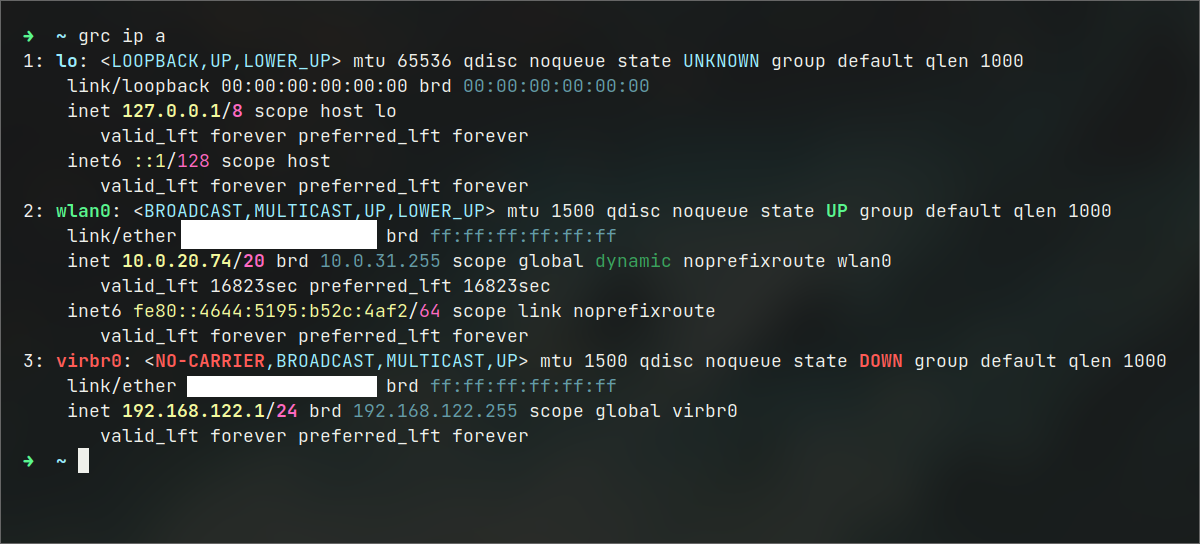 ➜ ~ grc ip a
1: lo: <LOOPBACK,UP,LOWER_UP> mtu 65536 qdisc noqueue state UNKNOWN group default qlen 1000
link/loopback 00:00:00:00:00:00 brd 00:00:00:00:00:00
inet 127.0.0.1/8 scope host lo
valid_lft forever preferred_lft forever
inet6 ::1/128 scope host
valid_lft forever preferred_lft forever
2: wlan0: <BROADCAST,MULTICAST,UP,LOWER_UP> mtu 1500 qdisc noqueue state UP group default qlen 1000
link/ether brd ff:ff:ff:ff:ff:ff
inet 10.0.20.74/20 brd 10.0.31.255 scope global dynamic noprefixroute wlan0
valid_lft 16823sec preferred_lft 16823sec
inet6 fe80::4644:5195:b52c:4af2/64 scope link noprefixroute
valid_lft forever preferred_lft forever
3: virbr0: <NO-CARRIER,BROADCAST,MULTICAST,UP> mtu 1500 qdisc noqueue state DOWN group default qlen 1000
link/ether brd ff:ff:ff:ff:ff:ff
inet 192.168.122.1/24 brd 192.168.122.255 scope global virbr0
valid_lft forever preferred_lft forever
➜ ~